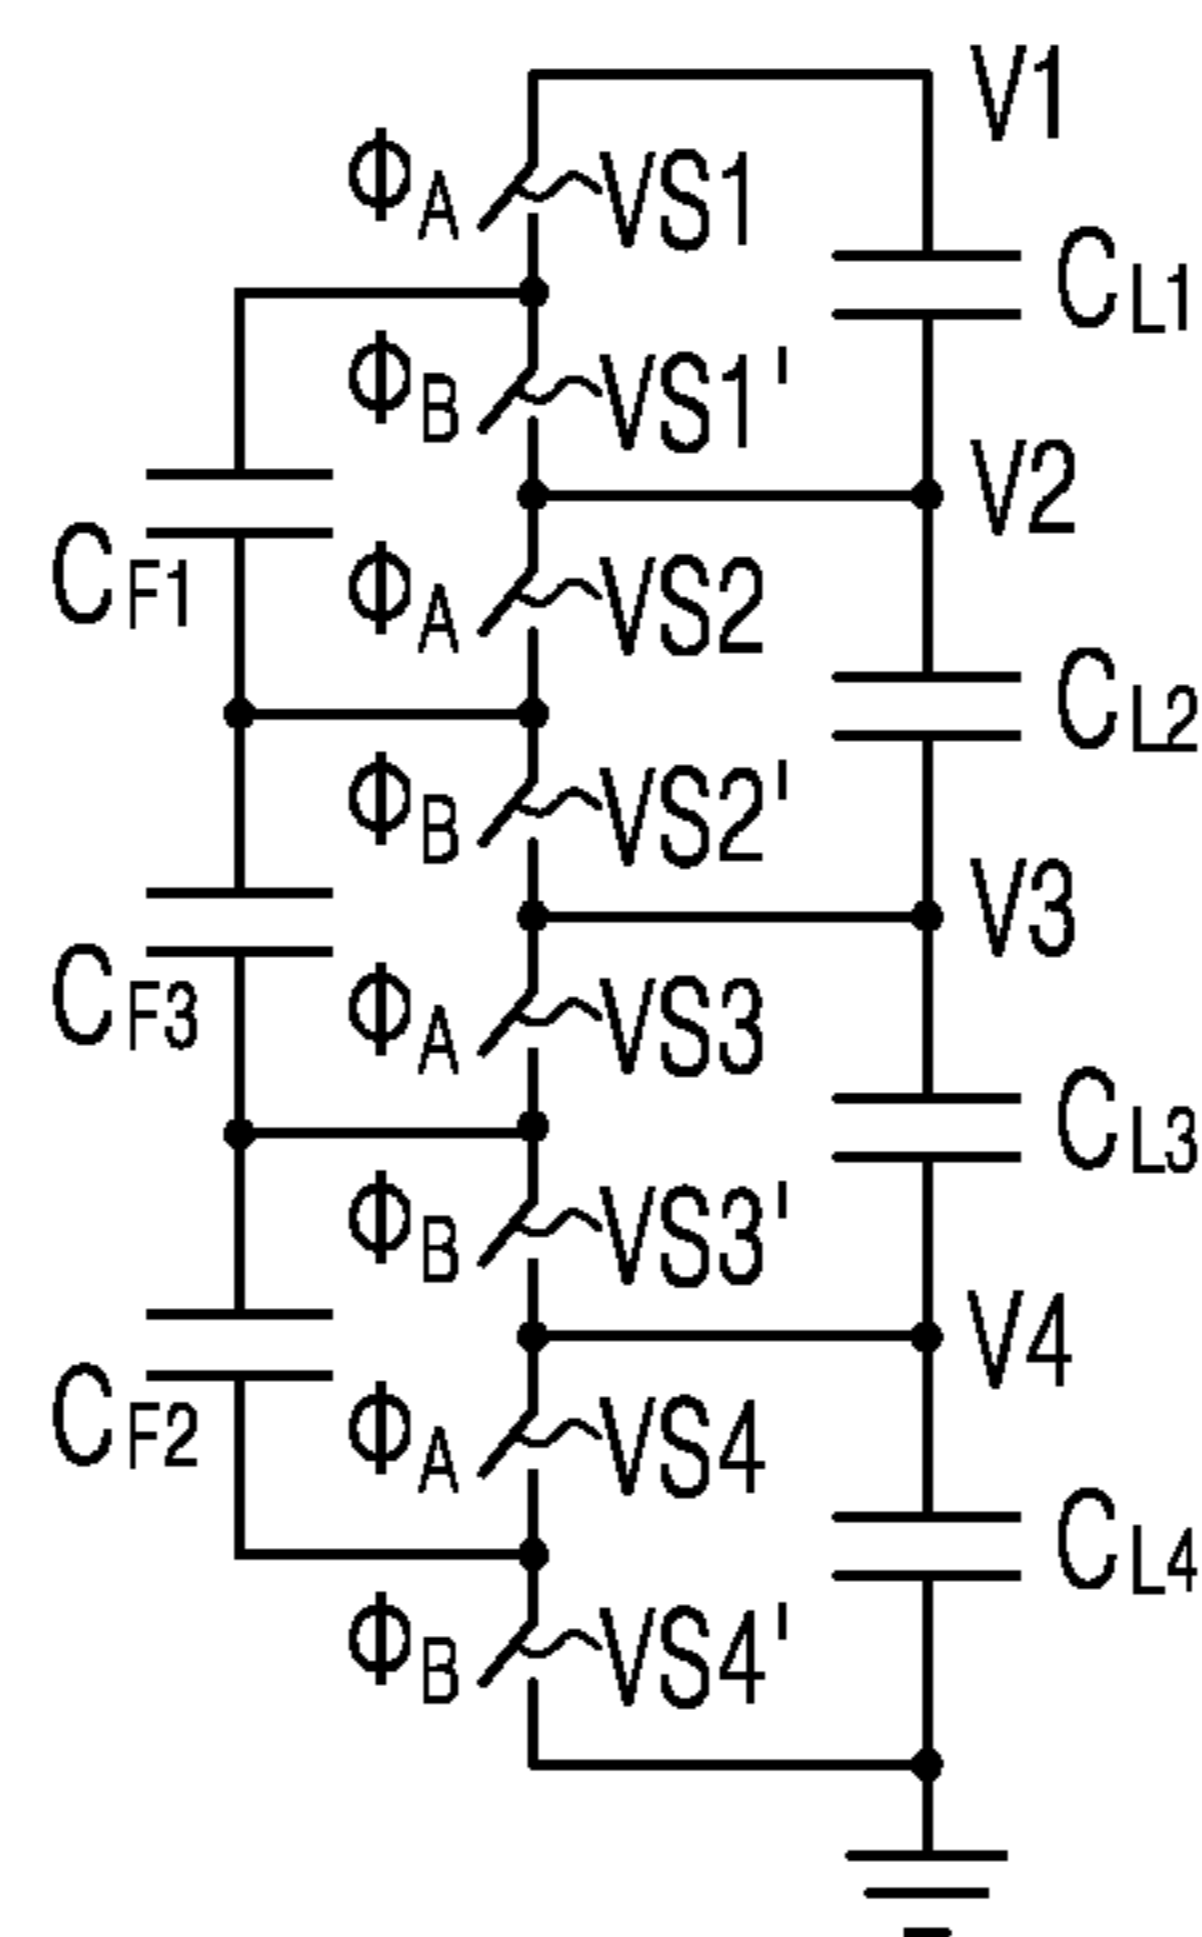 V1
ΦA VS1
CL1
ΦB VS1'
V2
CF1
ΦA VS2
CL2
ΦB VS2'
V3
CF3
ΦA VS3
CL3
ΦB VS3'
V4
CF2
ΦA VS4
CL4
ΦB VS4'